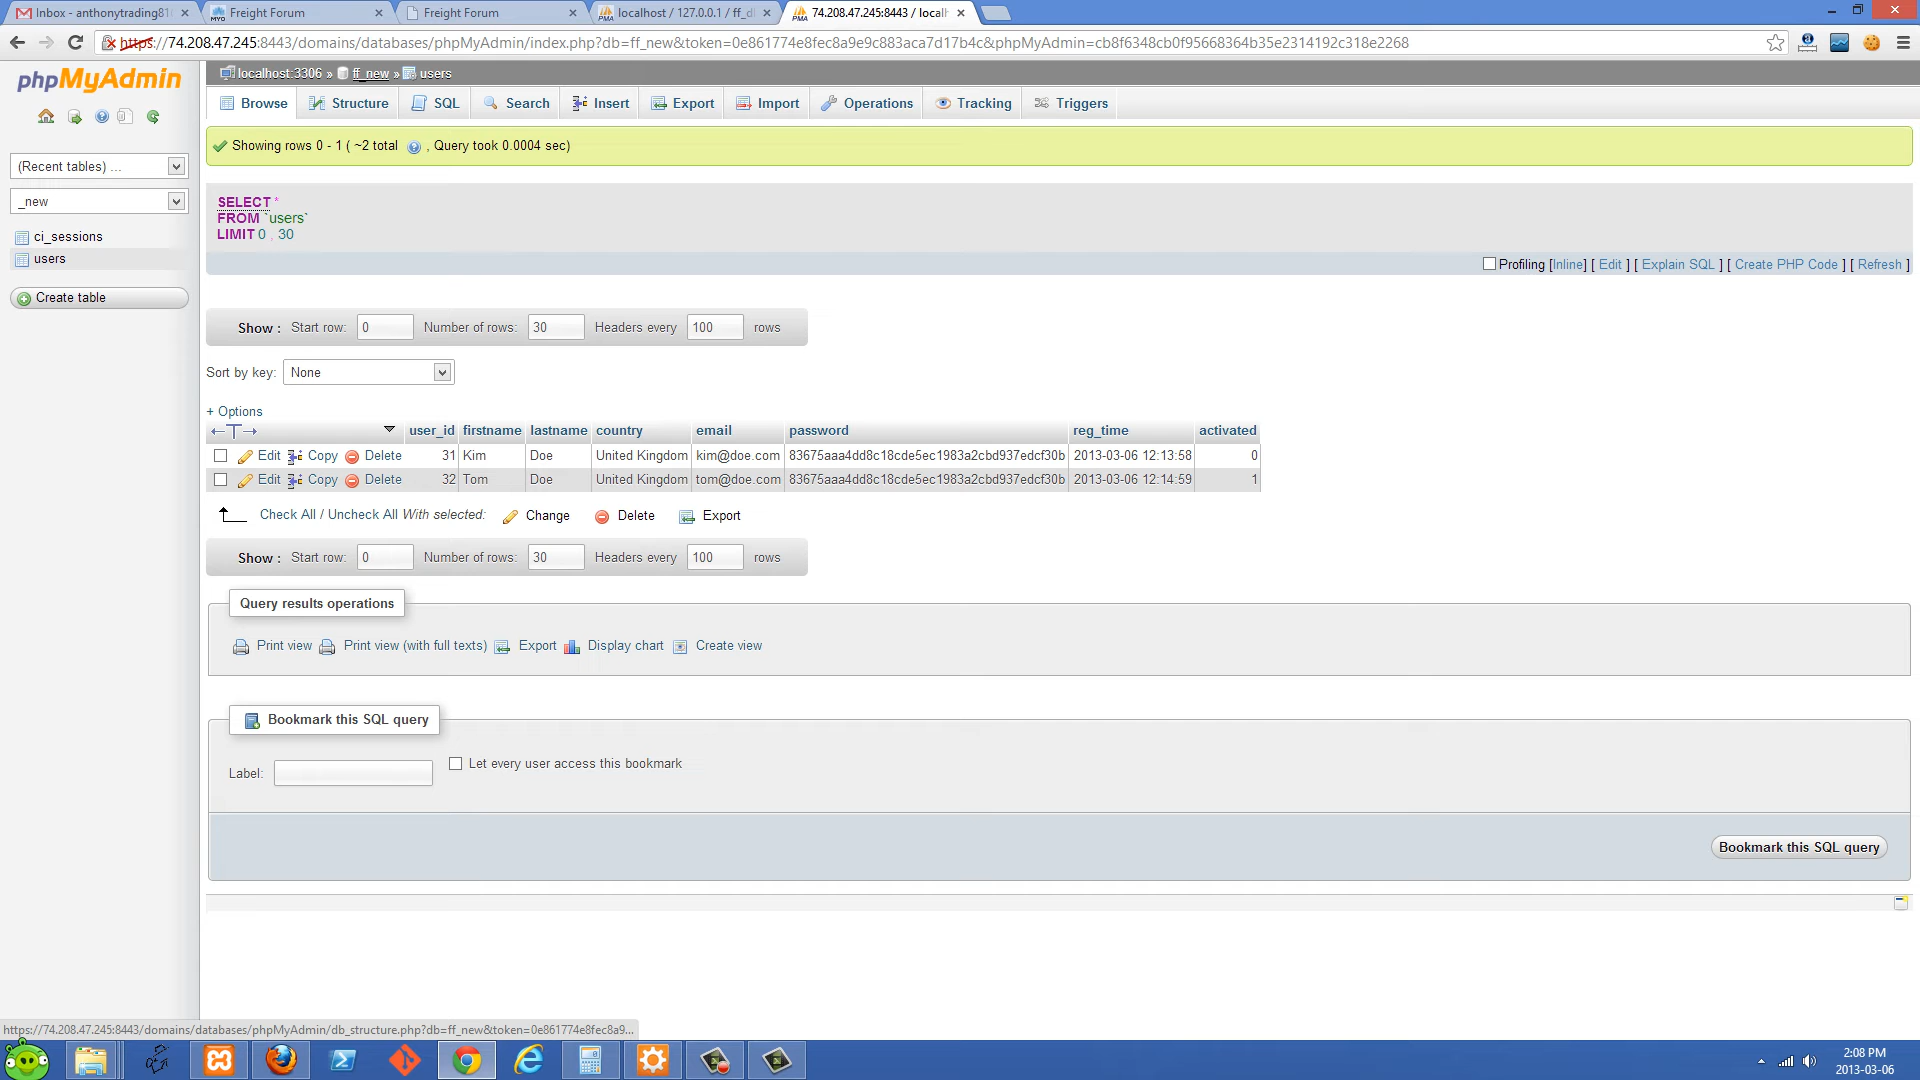 Inbox - anthonytrading81
Freight Forum
Freight Forum
localhost / 127.0.0.1 / ff_d
74.208.47.245:8443 / local
https://74.208.47.245:8443/domains/databases/phpMyAdmin/index.php?db=ff_new&token=0e861774e8fec8a9e9c883aca7d17b4c&phpMyAdmin=cb8f6348cb0f95668364b35e2314192c318e2268
phpMyAdmin
localhost:3306 » ff_new » users
Browse Structure SQL Search Insert Export Import Operations Tracking Triggers
Showing rows 0 - 1 ( ~2 total , Query took 0.0004 sec)
(Recent tables) ...
_new
ci_sessions
users
Create table
SELECT *
FROM `users`
LIMIT 0 , 30
Profiling [Inline] [ Edit ] [ Explain SQL ] [ Create PHP Code ] [ Refresh ]
Show : Start row: 0 Number of rows: 30 Headers every 100 rows
Sort by key: None
+ Options
←T→ user_id firstname lastname country email password reg_time activated
Edit Copy Delete 31 Kim Doe United Kingdom kim@doe.com 83675aaa4dd8c18cde5ec1983a2cbd937edcf30b 2013-03-06 12:13:58 0
Edit Copy Delete 32 Tom Doe United Kingdom tom@doe.com 83675aaa4dd8c18cde5ec1983a2cbd937edcf30b 2013-03-06 12:14:59 1
Check All / Uncheck All With selected: Change Delete Export
Show : Start row: 0 Number of rows: 30 Headers every 100 rows
Query results operations
Print view Print view (with full texts) Export Display chart Create view
Bookmark this SQL query
Label: Let every user access this bookmark
Bookmark this SQL query
https://74.208.47.245:8443/domains/databases/phpMyAdmin/db_structure.php?db=ff_new&token=0e861774e8fec8a9...
2:08 PM
2013-03-06